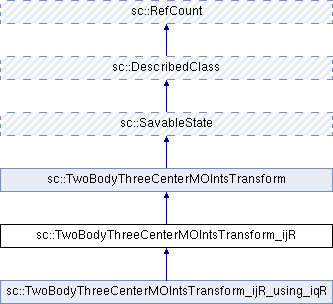 sc::RefCount
sc::DescribedClass
sc::SavableState
sc::TwoBodyThreeCenterMOIntsTransform
sc::TwoBodyThreeCenterMOIntsTransform_ijR
sc::TwoBodyThreeCenterMOIntsTransform_ijR_using_iqR